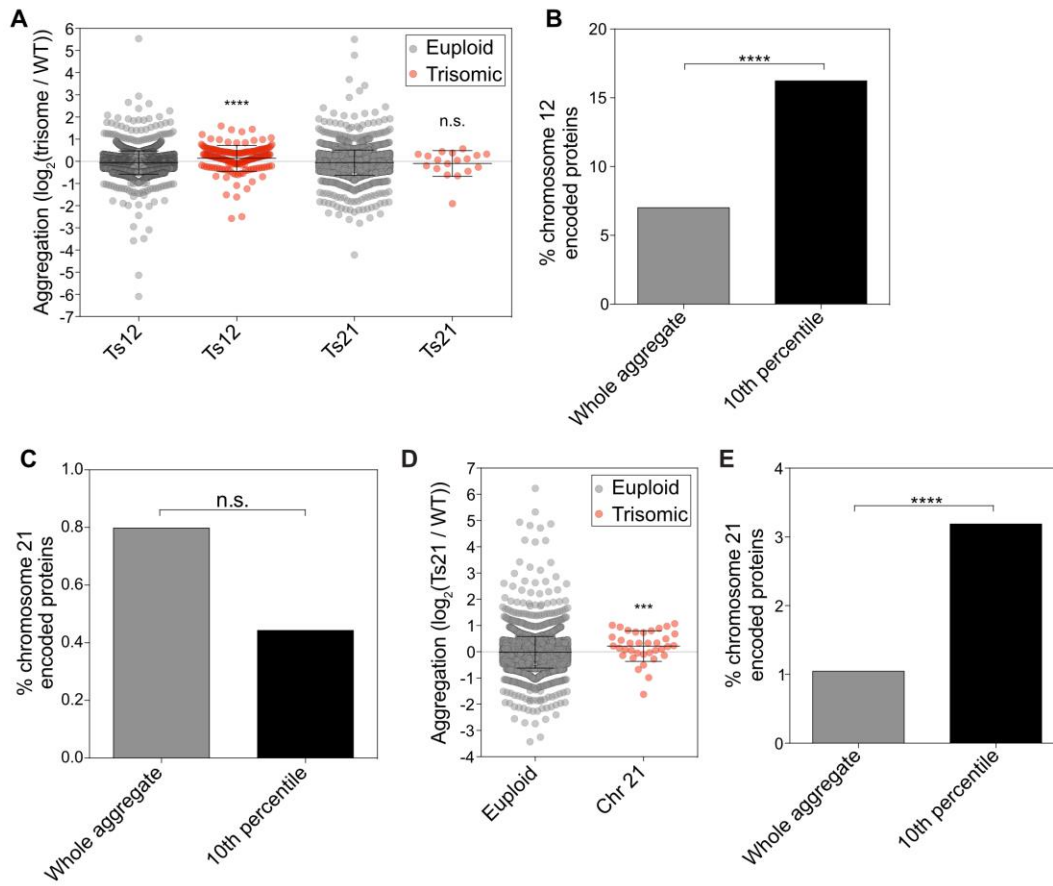 A
Aggregation (log2(trisome / WT))
6
5
4
3
2
1
0
-1
-2
-3
-4
-5
-6
-7
Euploid
Trisomic
****
n.s.
Ts12
Ts12
Ts21
Ts21
B
% chromosome 12
encoded proteins
20
15
10
5
0
****
Whole aggregate
10th percentile
C
% chromosome 21
encoded proteins
1.0
0.8
0.6
0.4
0.2
0.0
n.s.
Whole aggregate
10th percentile
D
Aggregation (log2(Ts21 / WT))
7
6
5
4
3
2
1
0
-1
-2
-3
-4
Euploid
Trisomic
***
Euploid
Chr 21
E
% chromosome 21
encoded proteins
4
3
2
1
0
****
Whole aggregate
10th percentile